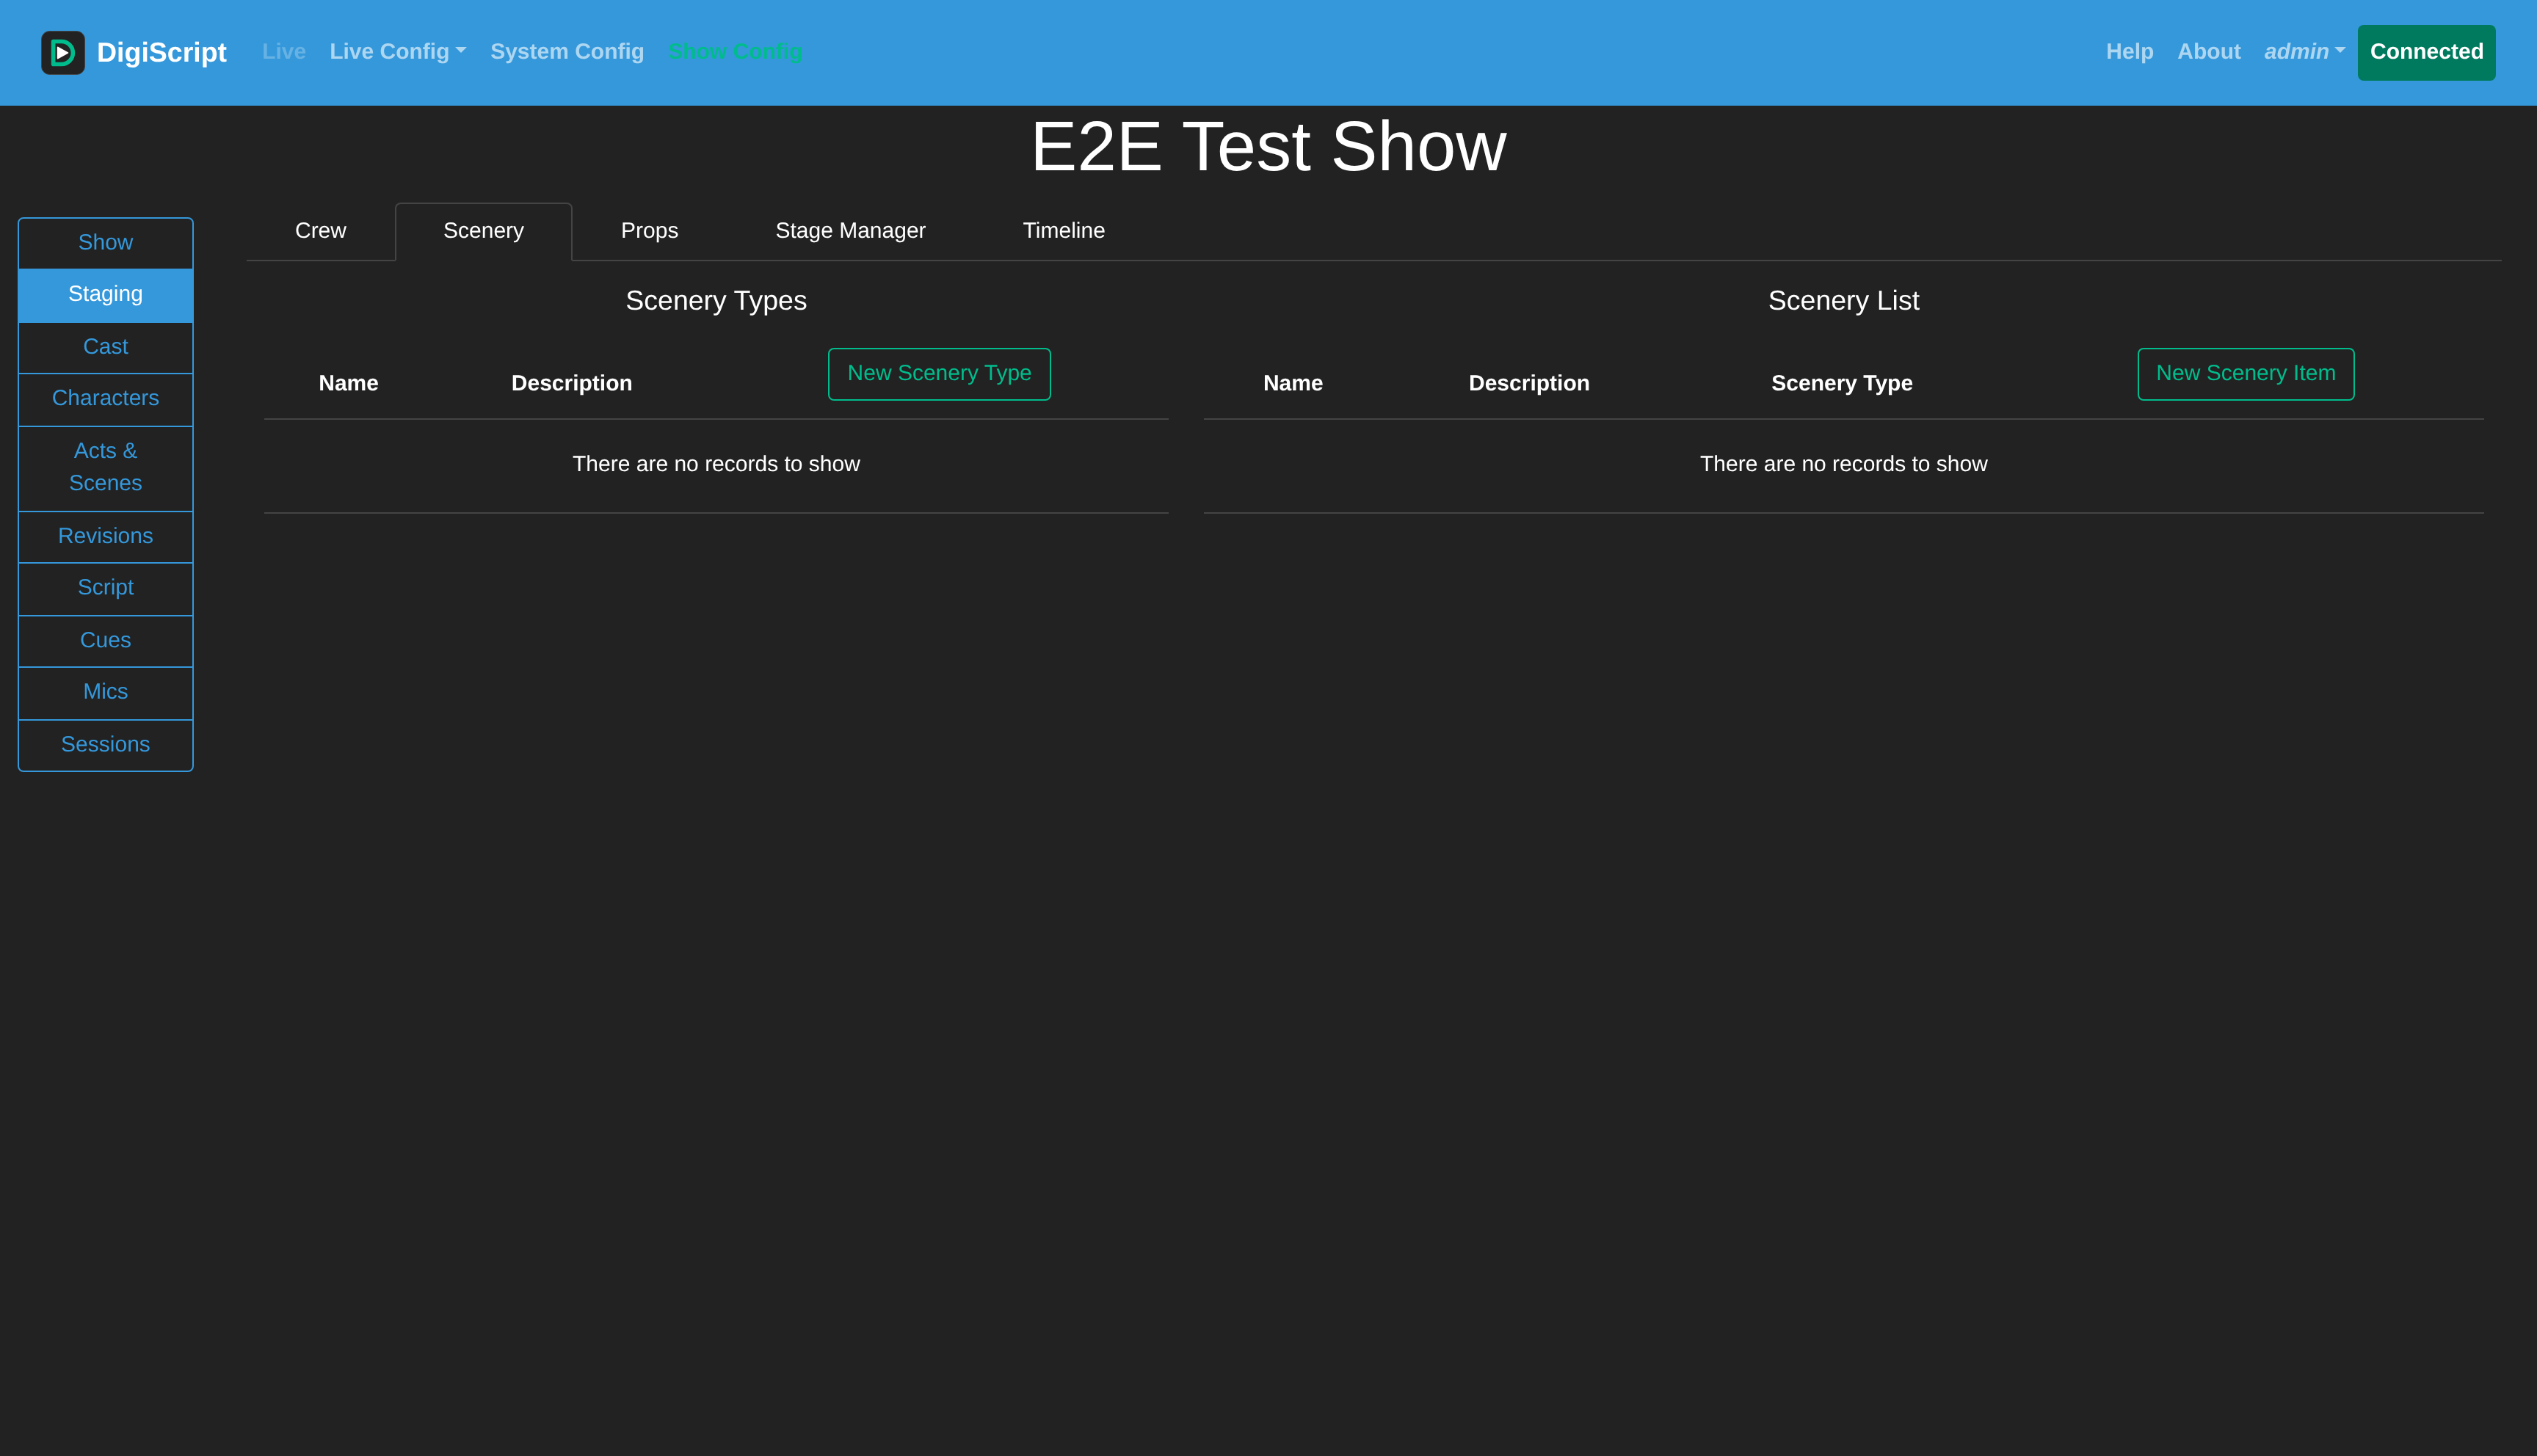 DigiScript Live Live Config System Config Show Config Help About admin Connected
E2E Test Show
Show
Staging
Cast
Characters
Acts &
Scenes
Revisions
Script
Cues
Mics
Sessions
Crew Scenery Props Stage Manager Timeline
Scenery Types
Name Description New Scenery Type
There are no records to show
Scenery List
Name Description Scenery Type New Scenery Item
There are no records to show